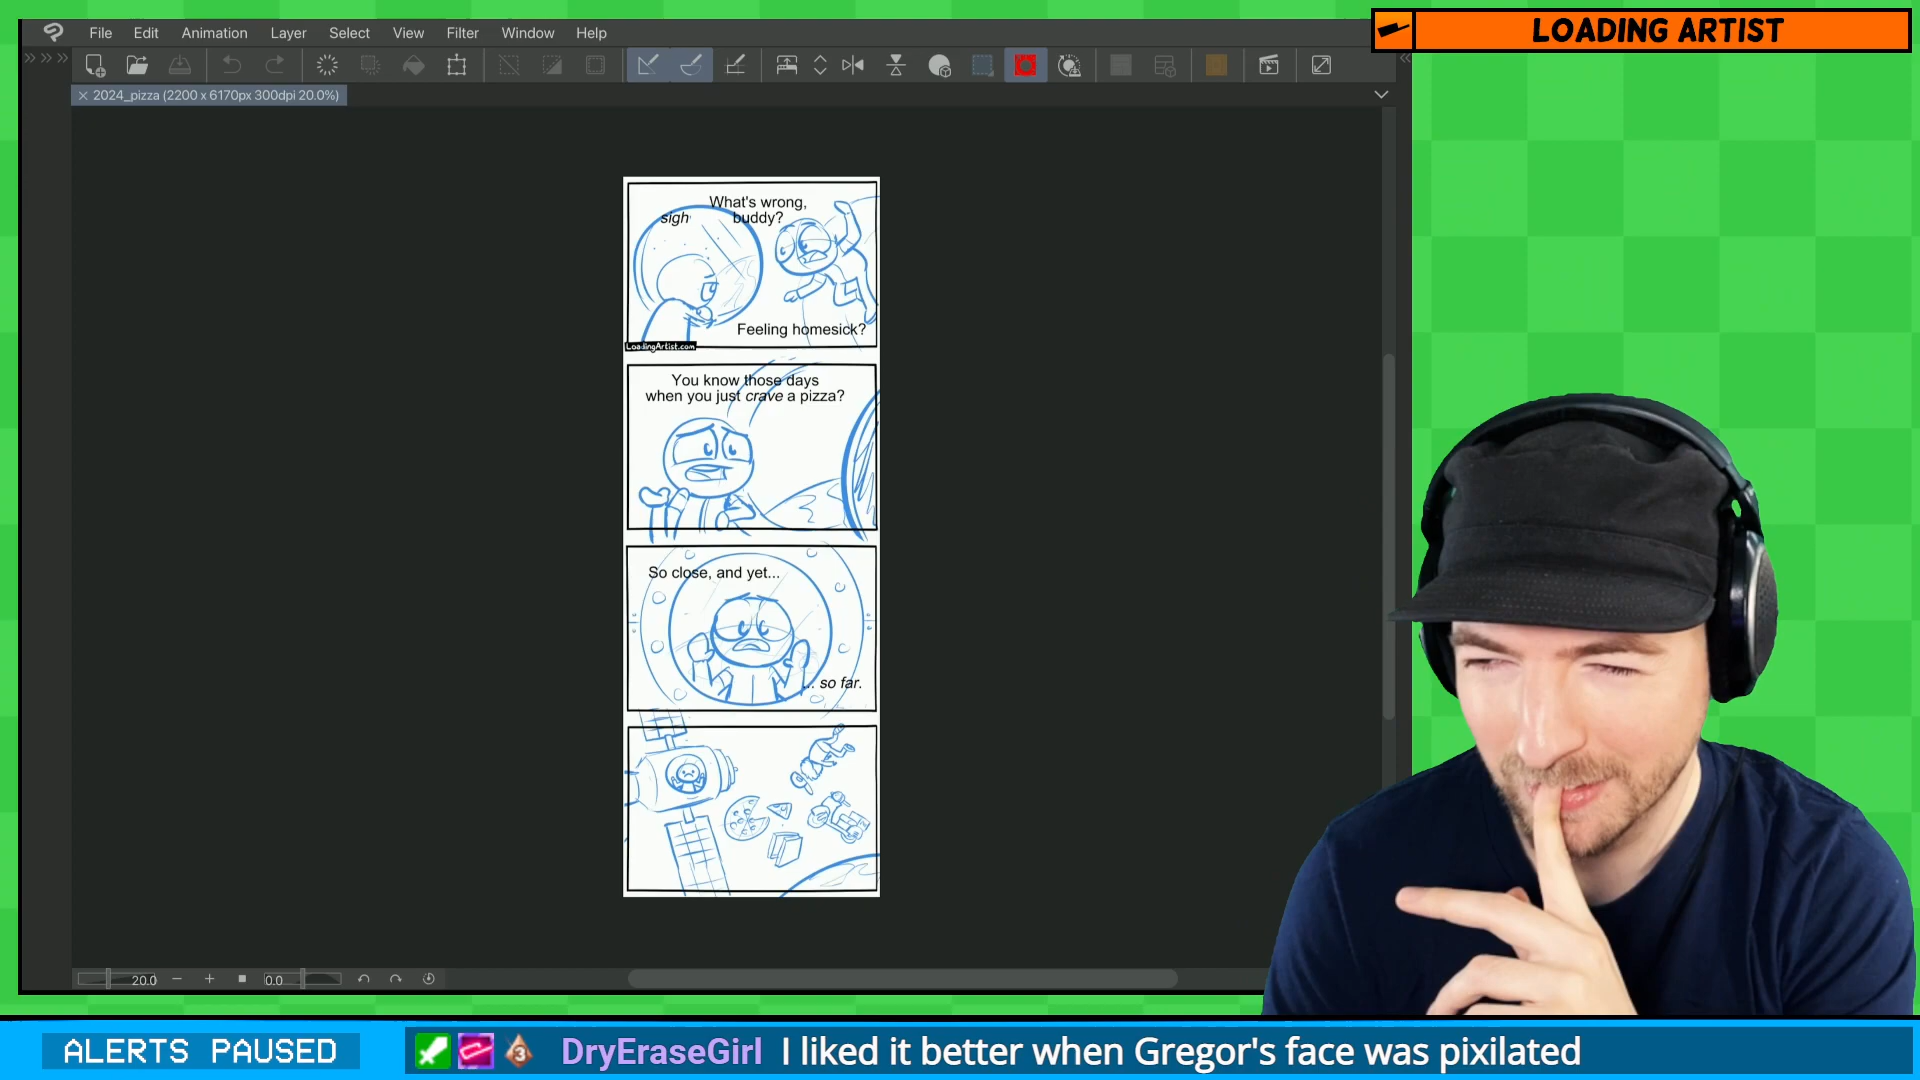 File Edit Animation Layer Select View Filter Window Help
LOADING ARTIST
2024_pizza (2200 x 6170px 300dpi 20.0%)
sigh
What's wrong,
buddy?
Feeling homesick?
LoadingArtist.com
You know those days
when you just crave a pizza?
So close, and yet...
... so far.
20.0
0.0
ALERTS PAUSED
3
DryEraseGirl I liked it better when Gregor's face was pixilated